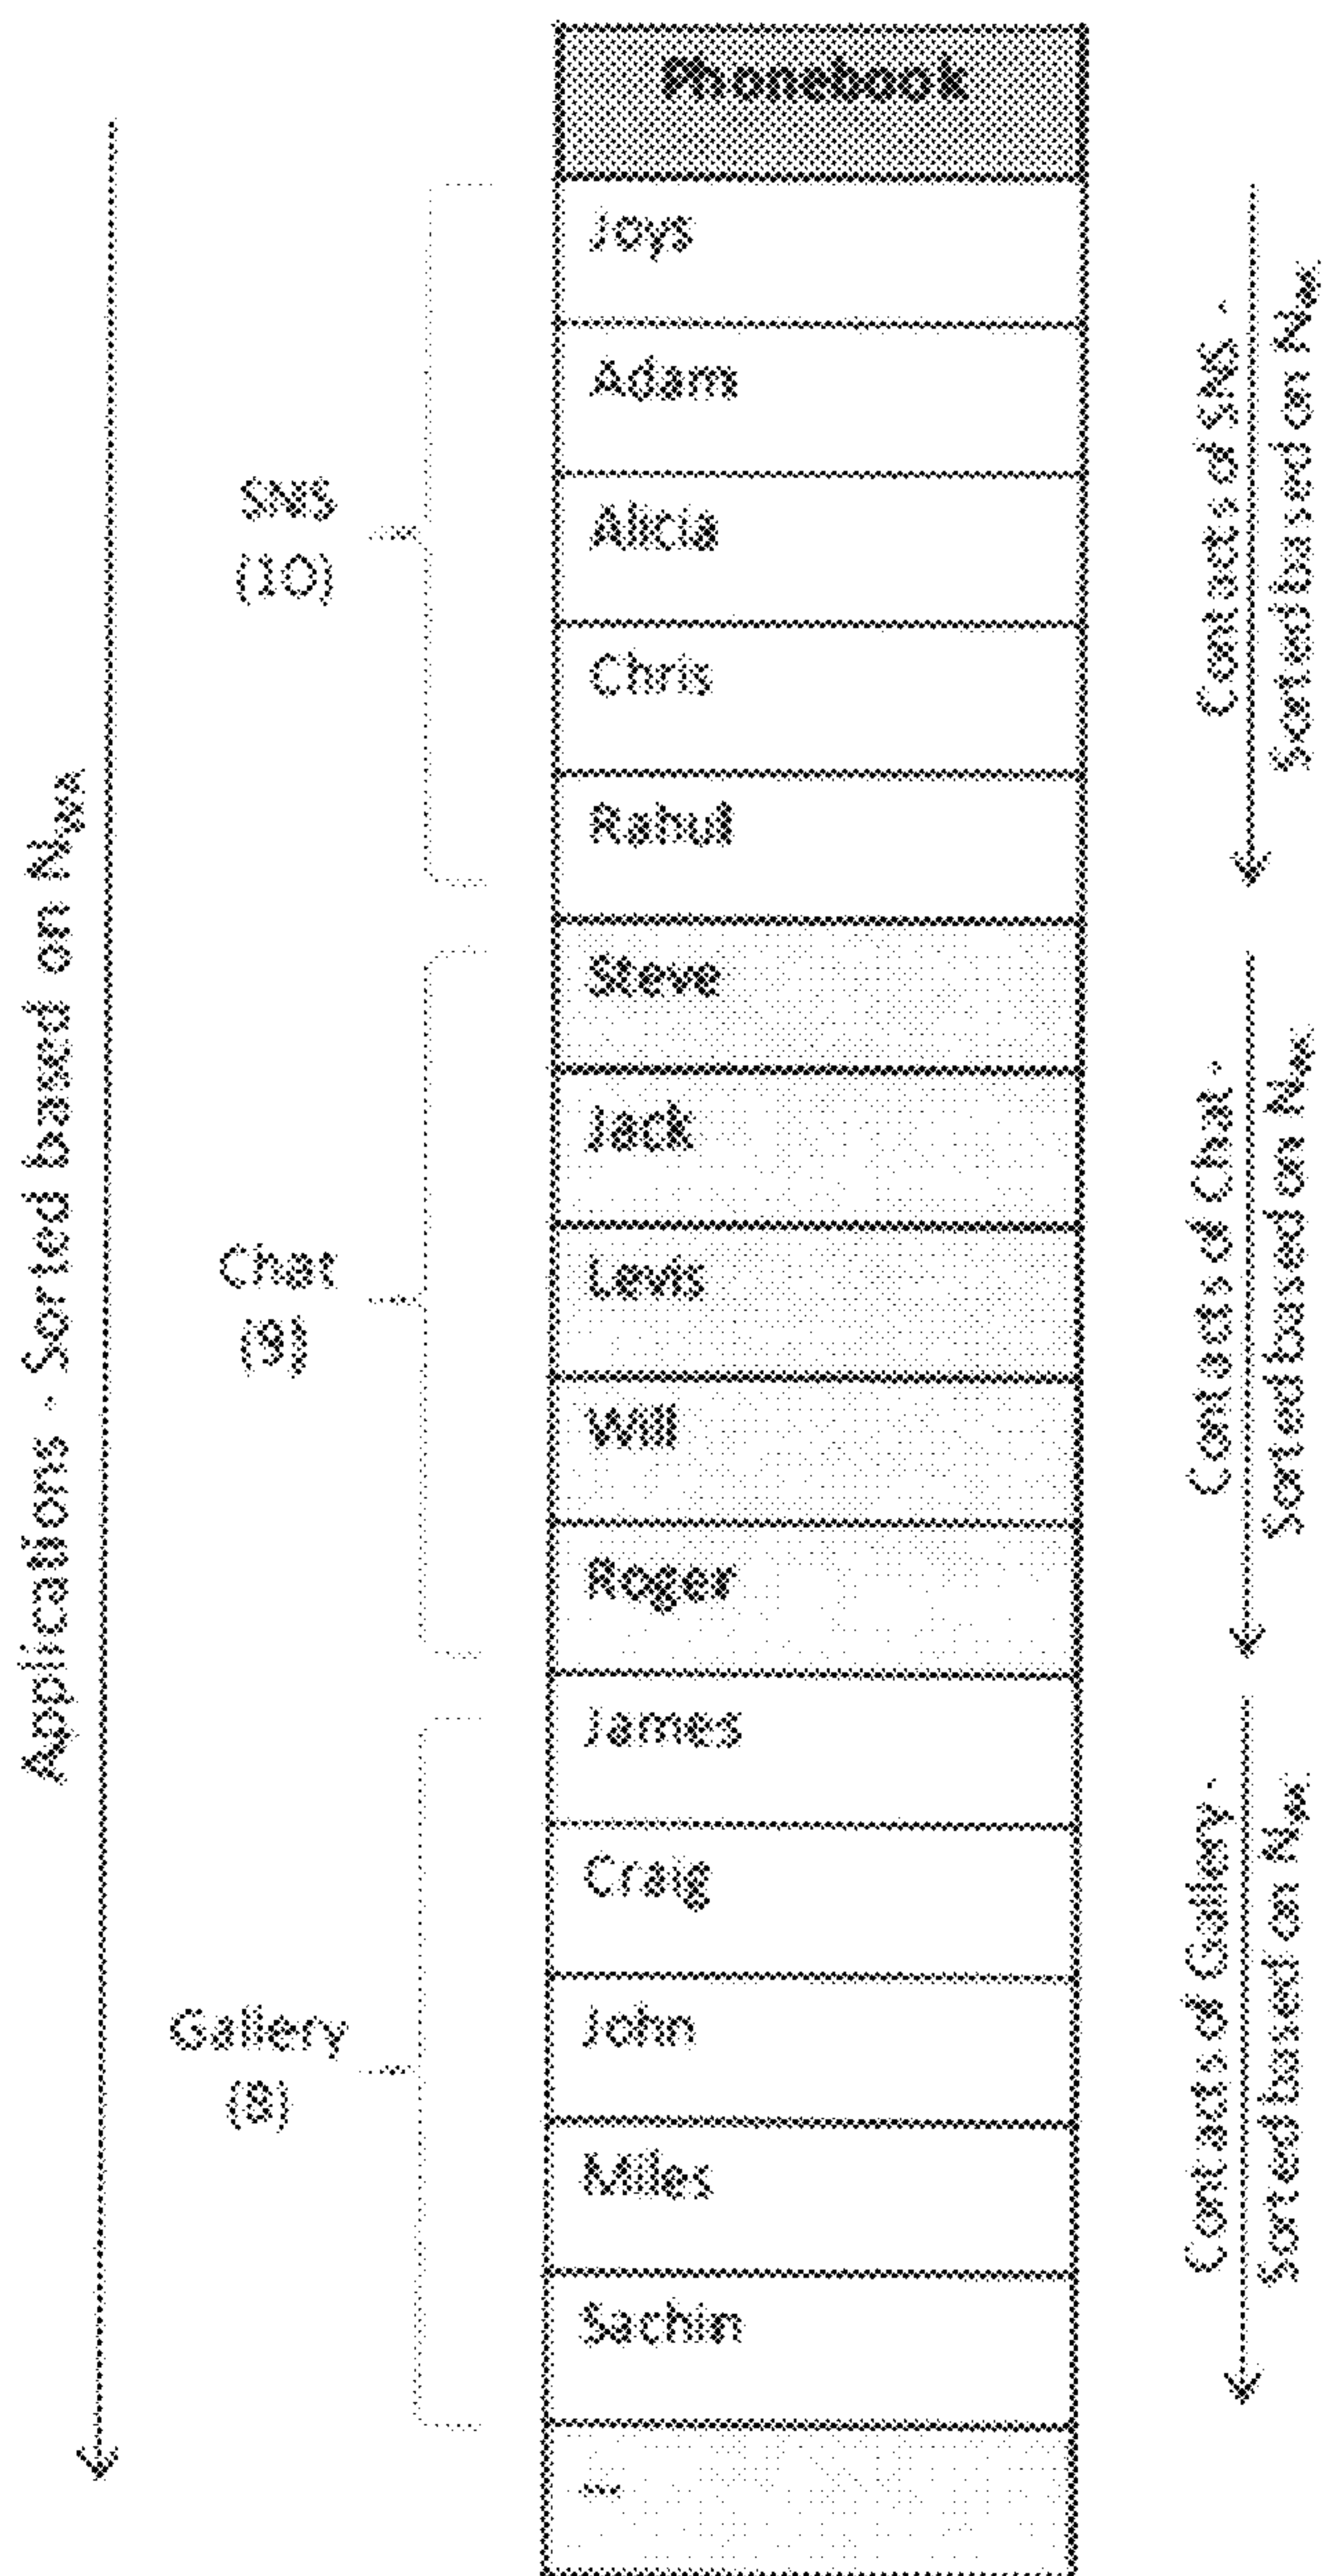 Phonebook
Joys
Adam
Alicia
Chris
Rahul
Steve
Jack
Levis
Will
Roger
James
Craig
John
Miles
Sachin
...
Applications - Sorted based on
SNS
(10)
Chat
(9)
Gallery
(8)
Contacts of SNS -
Sorted based on
Contacts of Chat -
Sorted based on
Contacts of Gallery -
Sorted based on